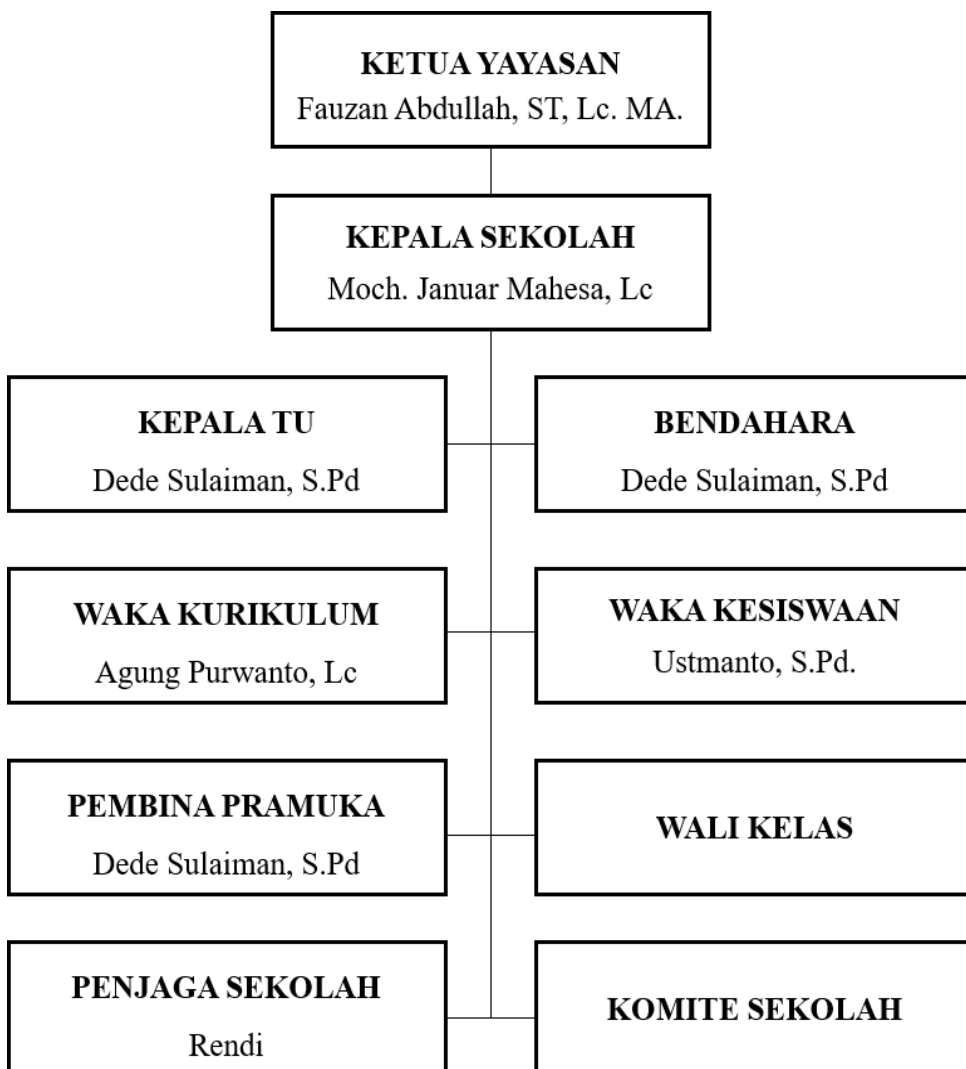 KETUA YAYASAN
Fauzan Abdullah, ST, Lc. MA.
KEPALA SEKOLAH
Moch. Januar Mahesa, Lc
KEPALA TU
Dede Sulaiman, S.Pd
BENDAHARA
Dede Sulaiman, S.Pd
WAKA KURIKULUM
Agung Purwanto, Lc
WAKA KESISWAAN
Ustmanto, S.Pd.
PEMBINA PRAMUKA
Dede Sulaiman, S.Pd
WALI KELAS
PENJAGA SEKOLAH
Rendi
KOMITE SEKOLAH